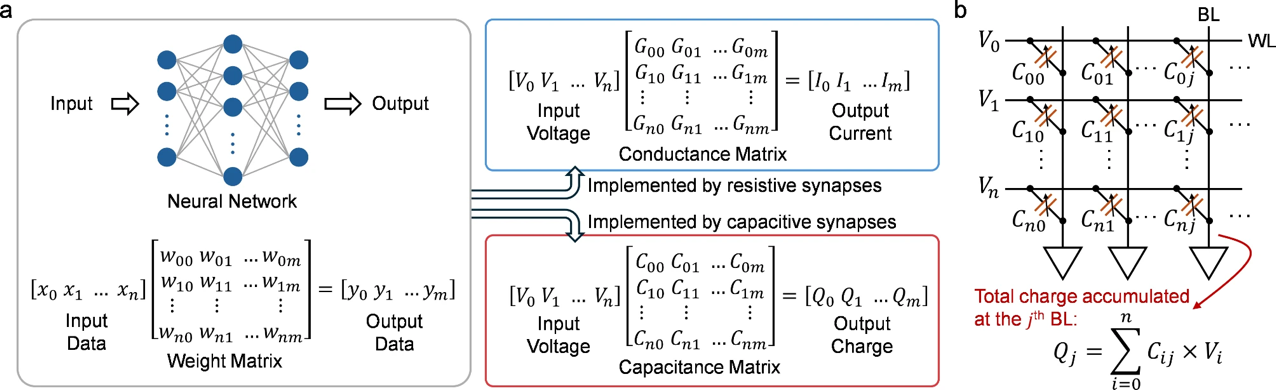 a
Input
Output
Neural Network
[x₀ x₁ … xₙ] [w₀₀ w₀₁ … w₀ₘ
w₁₀ w₁₁ … w₁ₘ
⋮ ⋮ ⋮
wₙ₀ wₙ₁ … wₙₘ] = [y₀ y₁ … yₘ]
Input
Data
Weight Matrix
Output
Data
[V₀ V₁ … Vₙ] [G₀₀ G₀₁ … G₀ₘ
G₁₀ G₁₁ … G₁ₘ
⋮ ⋮ ⋮
Gₙ₀ Gₙ₁ … Gₙₘ] = [I₀ I₁ … Iₘ]
Input
Voltage
Conductance Matrix
Output
Current
Implemented by resistive synapses
Implemented by capacitive synapses
[V₀ V₁ … Vₙ] [C₀₀ C₀₁ … C₀ₘ
C₁₀ C₁₁ … C₁ₘ
⋮ ⋮ ⋮
Cₙ₀ Cₙ₁ … Cₙₘ] = [Q₀ Q₁ … Qₘ]
Input
Voltage
Capacitance Matrix
Output
Charge
b
BL
V₀ WL
C₀₀ C₀₁ … C₀ⱼ …
V₁
C₁₀ C₁₁ … C₁ⱼ …
⋮ ⋮ ⋮
Vₙ
Cₙ₀ Cₙ₁ … Cₙⱼ …
Total charge accumulated
at the jᵗʰ BL:
Qⱼ = ∑ⁿᵢ₌₀ Cᵢⱼ × Vᵢ